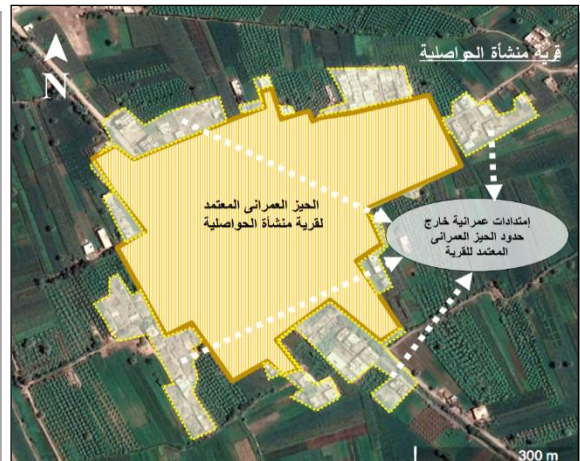 قرية منشأة الحواصلية
N
الحيز العمرانى المعتمد
لقرية منشأة الحواصلية
إمتدادات عمرانية خارج
حدود الحيز العمرانى
المعتمد للقرية
300 m